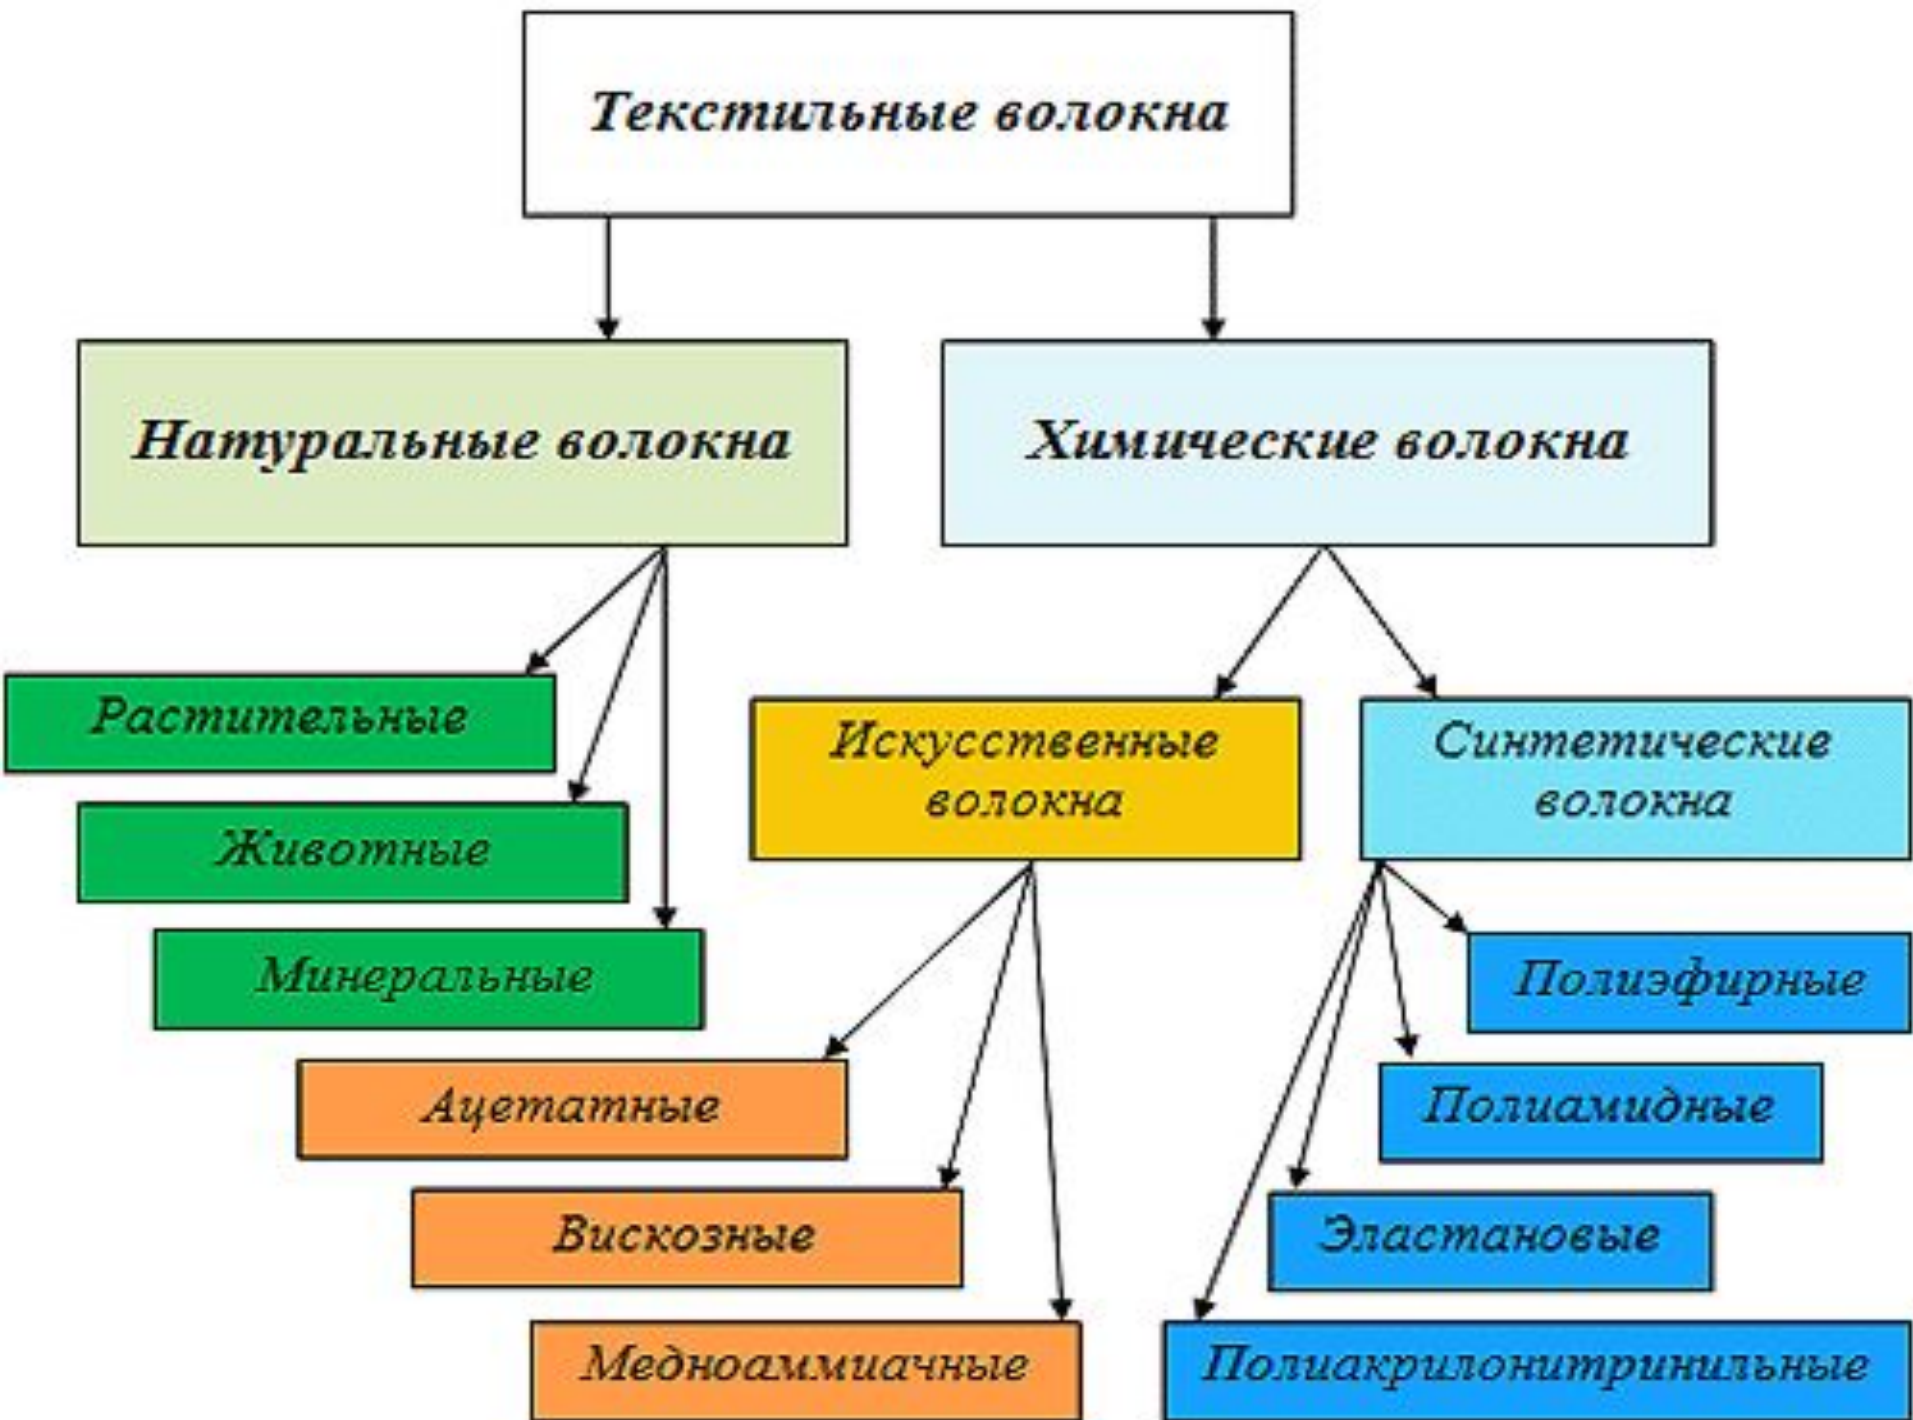 Текстильные волокна
Натуральные волокна
Химические волокна
Растительные
Животные
Минеральные
Искусственные
волокна
Синтетические
волокна
Ацетатные
Вискозные
Медноаммиачные
Полиэфирные
Полиамидные
Эластановые
Полиакрилонитринильные